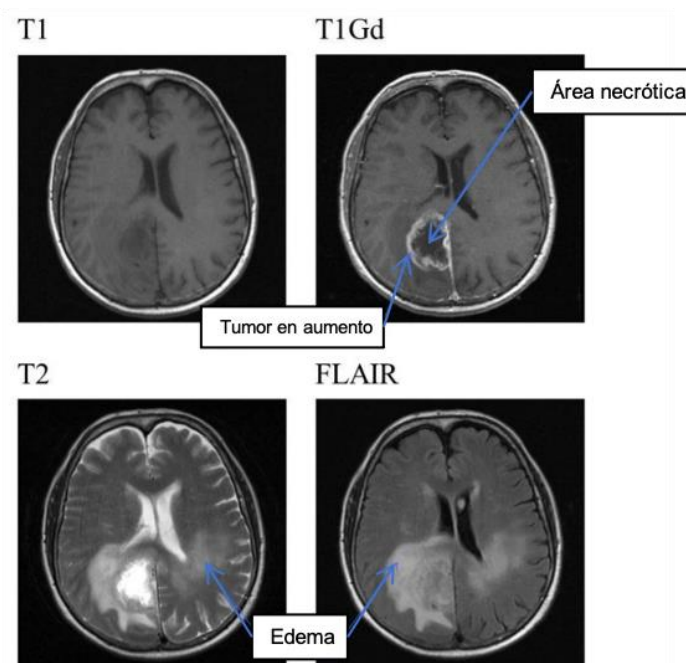 T1
T1Gd
Área necrótica
Tumor en aumento
T2
FLAIR
Edema